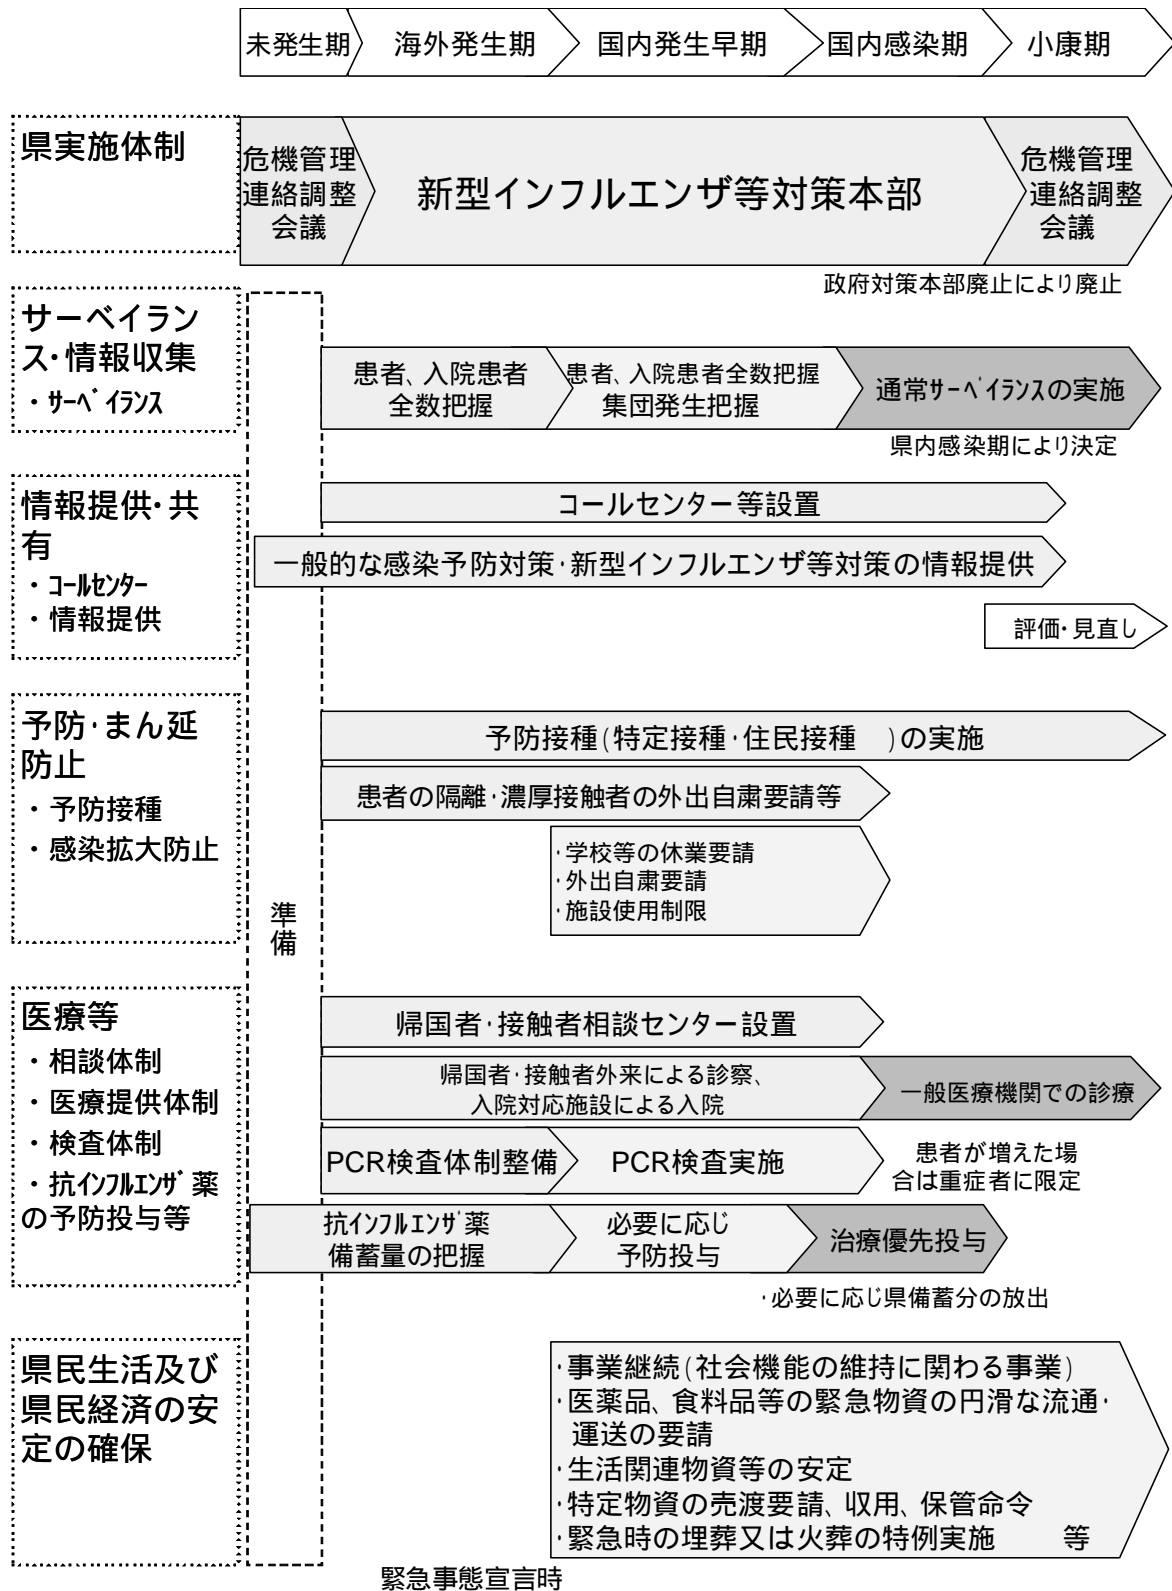 未発生期
海外発生期
国内発生早期
国内感染期
小康期
県実施体制
危機管理
連絡調整
会議
新型インフルエンザ等対策本部
危機管理
連絡調整
会議
政府対策本部廃止により廃止
サーベイラン
ス・情報収集
・ｻｰﾍﾞｲﾗﾝｽ
患者、入院患者
全数把握
患者、入院患者全数把握
集団発生把握
通常ｻｰﾍﾞｲﾗﾝｽの実施
県内感染期により決定
情報提供・共
有
・ｺｰﾙｾﾝﾀｰ
・情報提供
コールセンター等設置
一般的な感染予防対策・新型インフルエンザ等対策の情報提供
評価・見直し
予防・まん延
防止
・予防接種
・感染拡大防止
予防接種(特定接種・住民接種　)の実施
患者の隔離・濃厚接触者の外出自粛要請等
・学校等の休業要請
・外出自粛要請
・施設使用制限
準
備
医療等
・相談体制
・医療提供体制
・検査体制
・抗ｲﾝﾌﾙｴﾝｻﾞ薬
の予防投与等
帰国者・接触者相談センター設置
帰国者・接触者外来による診察、
入院対応施設による入院
一般医療機関での診療
PCR検査体制整備
PCR検査実施
患者が増えた場
合は重症者に限定
抗ｲﾝﾌﾙｴﾝｻﾞ薬
備蓄量の把握
必要に応じ
予防投与
治療優先投与
・必要に応じ県備蓄分の放出
県民生活及び
県民経済の安
定の確保
・事業継続(社会機能の維持に関わる事業)
・医薬品、食料品等の緊急物資の円滑な流通・
運送の要請
・生活関連物資等の安定
・特定物資の売渡要請、収用、保管命令
・緊急時の埋葬又は火葬の特例実施　　等
緊急事態宣言時